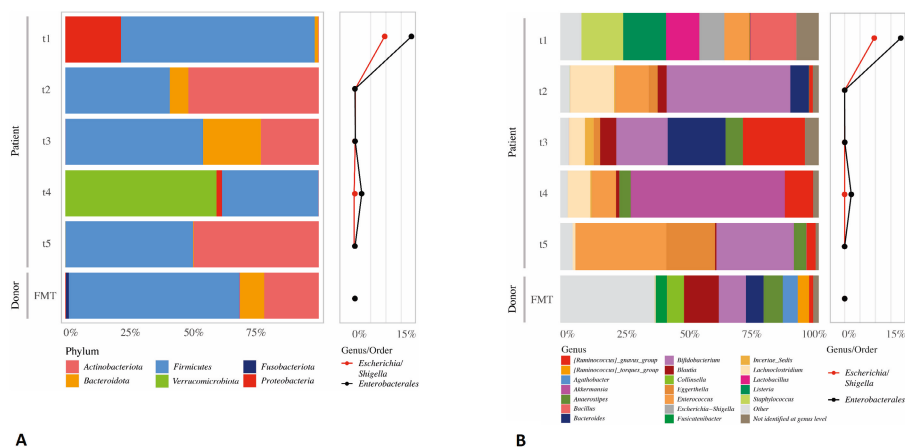 t1
t2
t3
t4
t5
FMT
Patient
Donor
0%
25%
50%
75%
0%
15%
Phylum
Actinobacteriota
Firmicutes
Fusobacteriota
Bacteroidota
Verrucomicrobiota
Proteobacteria
Genus/Order
Escherichia/
Shigella
Enterobacterales
A
t1
t2
t3
t4
t5
FMT
Patient
Donor
0%
25%
50%
75%
100%
0%
15%
Genus
[Ruminococcus]_gnavus_group
[Ruminococcus]_torques_group
Agathobacter
Akkermansia
Anaerostipes
Bacillus
Bacteroides
Bifidobacterium
Blautia
Collinsella
Eggerthella
Enterococcus
Escherichia-Shigella
Fusicatenibacter
Incertae_Sedis
Lachnoclostridium
Lactobacillus
Listeria
Staphylococcus
Other
Not identified at genus level
Genus/Order
Escherichia/
Shigella
Enterobacterales
B